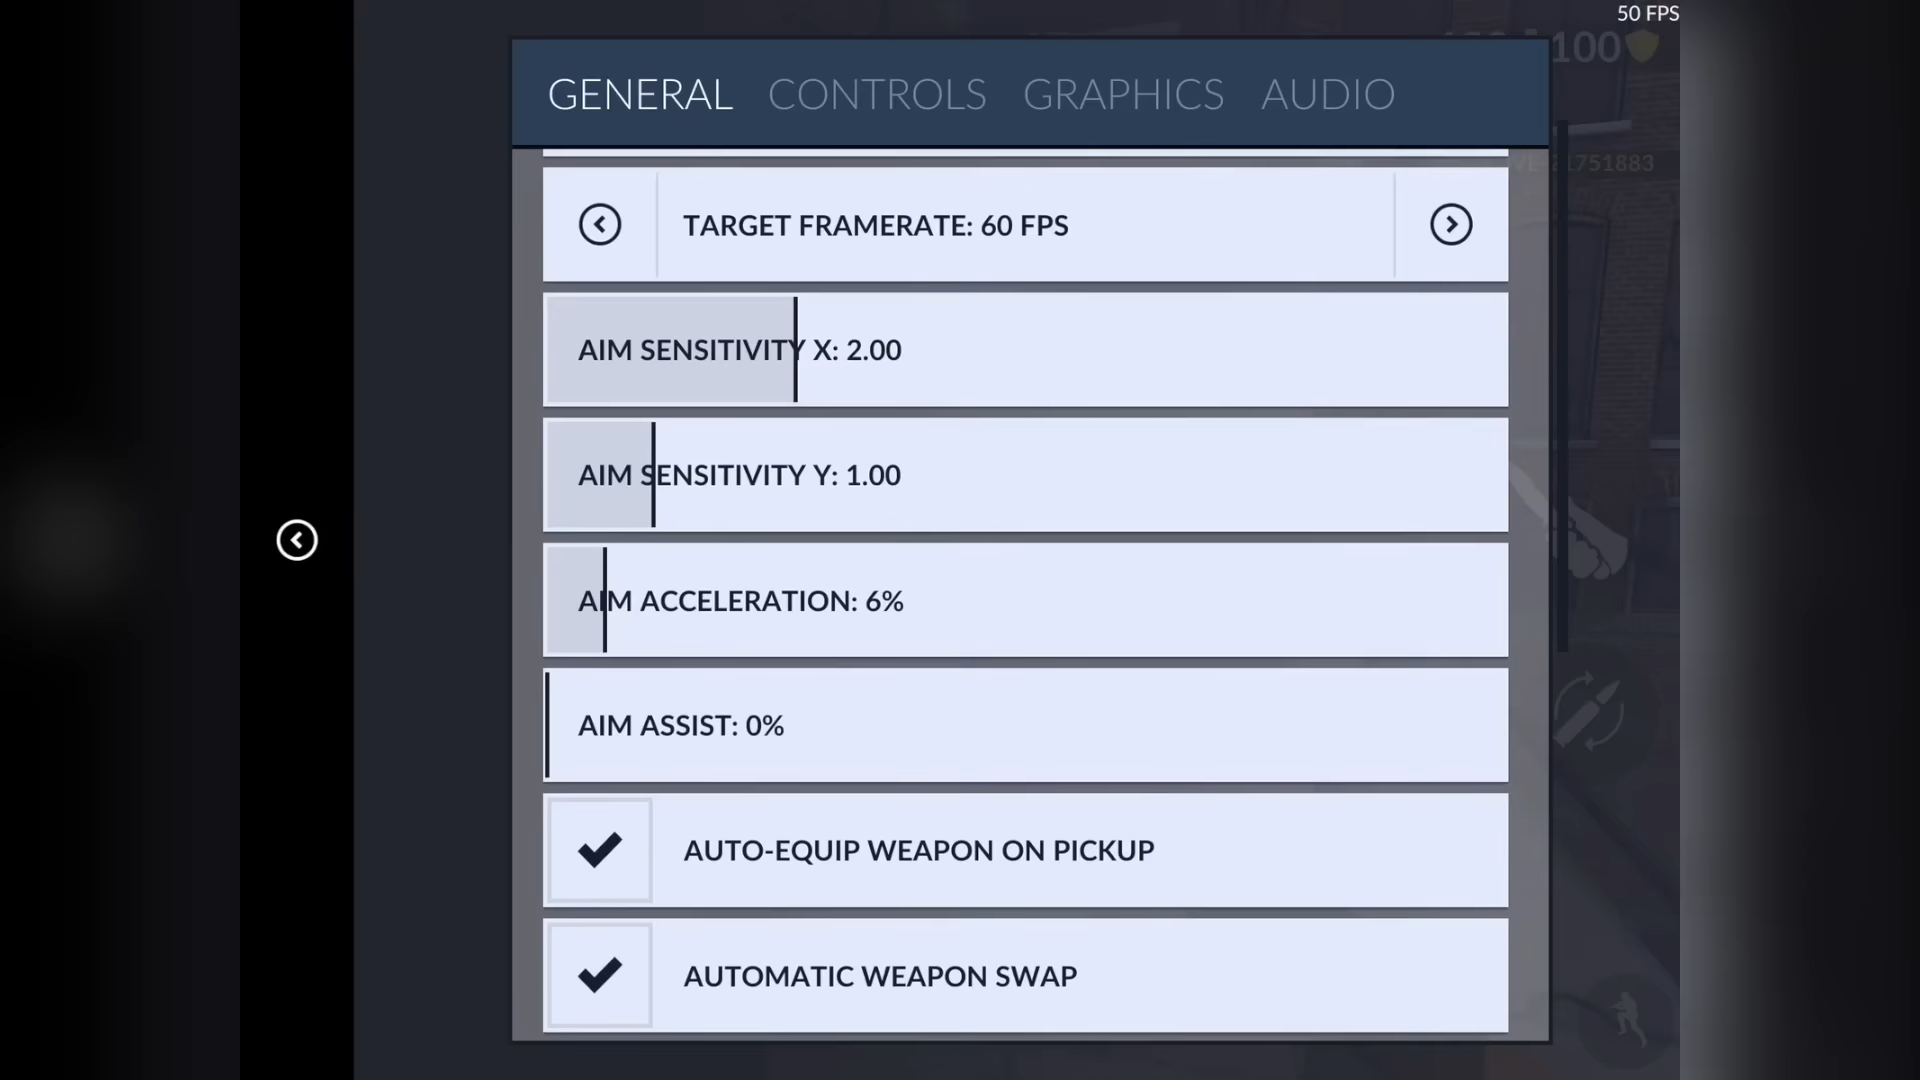 50 FPS
100
GENERAL CONTROLS GRAPHICS AUDIO
1751883
TARGET FRAMERATE: 60 FPS
AIM SENSITIVITY X: 2.00
AIM SENSITIVITY Y: 1.00
AIM ACCELERATION: 6%
AIM ASSIST: 0%
AUTO-EQUIP WEAPON ON PICKUP
AUTOMATIC WEAPON SWAP